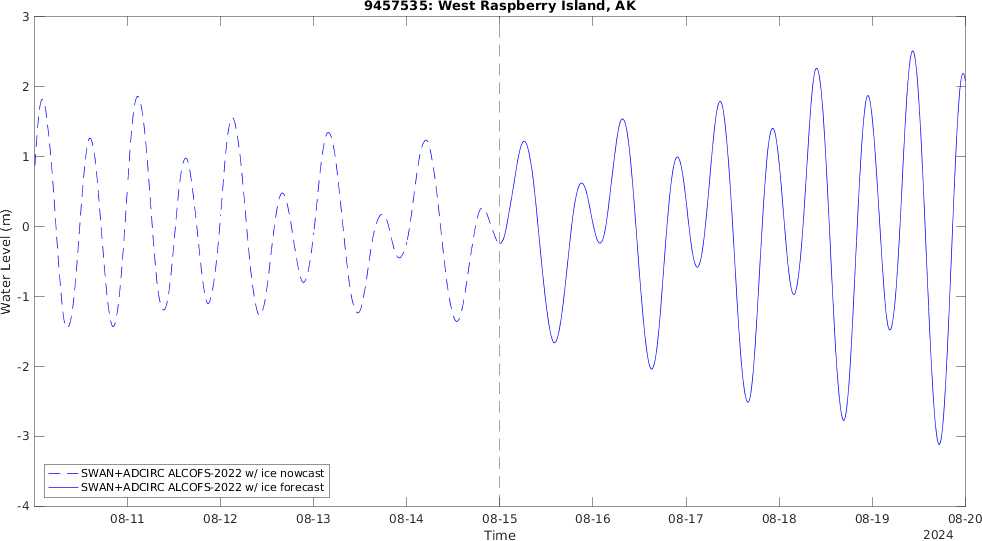 9457535: West Raspberry Island, AK
3
2
1
0
-1
-2
-3
-4
Water Level (m)
SWAN+ADCIRC ALCOFS-2022 w/ ice nowcast
SWAN+ADCIRC ALCOFS-2022 w/ ice forecast
08-11 08-12 08-13 08-14 08-15 08-16 08-17 08-18 08-19 08-20
Time
2024